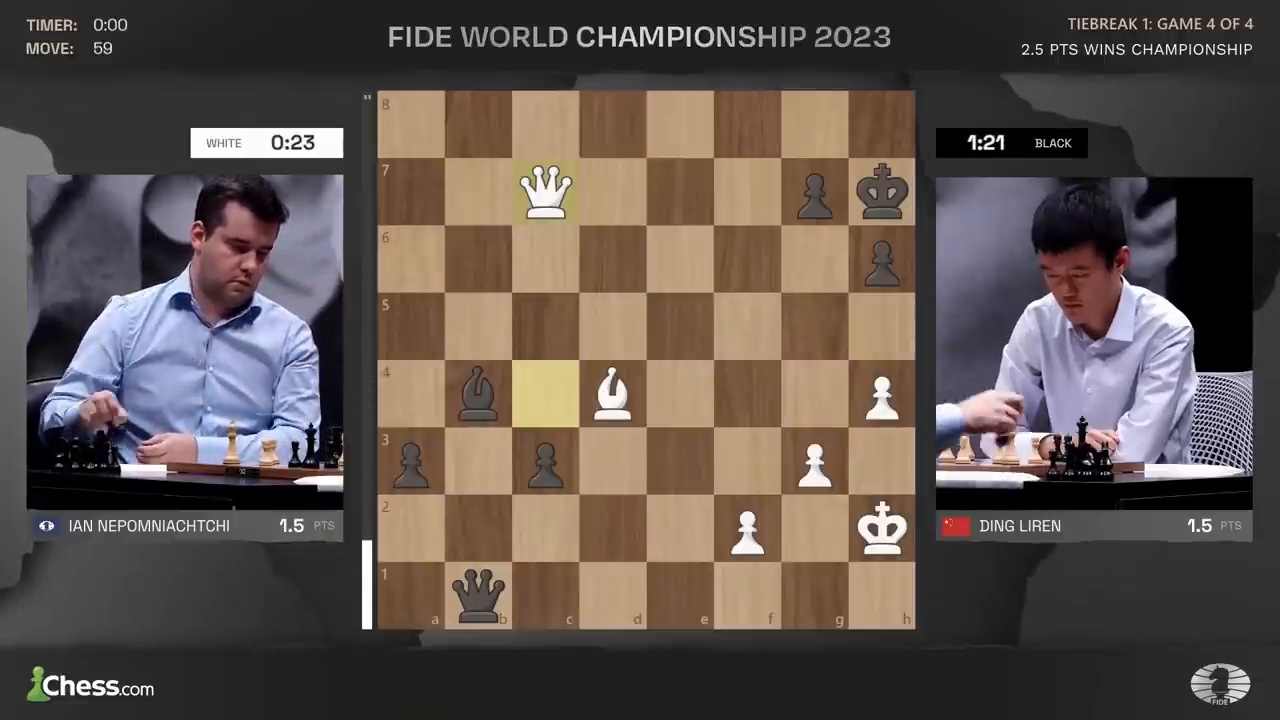 TIMER: 0:00
MOVE: 59
FIDE WORLD CHAMPIONSHIP 2023
TIEBREAK 1: GAME 4 OF 4
2.5 PTS WINS CHAMPIONSHIP
WHITE 0:23
1:21 BLACK
8
7
6
5
4
3
2
1
a b c d e f g h
IAN NEPOMNIACHTCHI 1.5 PTS
DING LIREN 1.5 PTS
Chess.com
FIDE